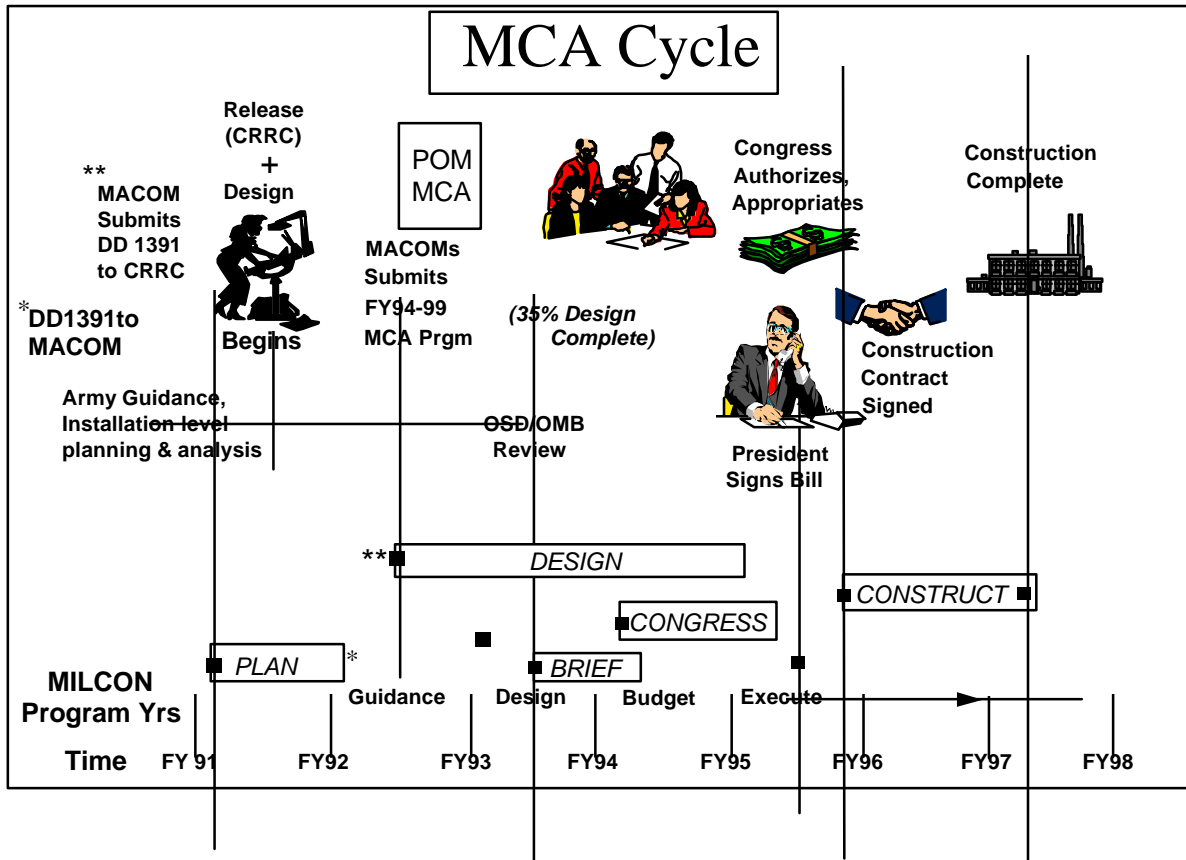 MCA Cycle
Release
(CRRC)
+
Design
Begins
**
MACOM
Submits
DD 1391
to CRRC
*DD1391to
MACOM
Army Guidance,
Installation level
planning & analysis
POM
MCA
MACOMs
Submits
FY94-99
MCA Prgm
(35% Design
Complete)
OSD/OMB
Review
Congress
Authorizes,
Appropriates
President
Signs Bill
Construction
Contract
Signed
Construction
Complete
** DESIGN
CONSTRUCT
CONGRESS
PLAN *
BRIEF
MILCON
Program Yrs
Guidance Design Budget Execute
Time FY 91 FY92 FY93 FY94 FY95 FY96 FY97 FY98